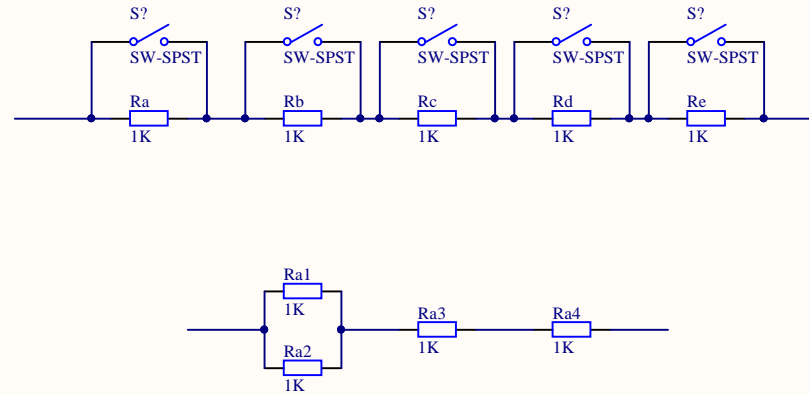 S? S? S? S? S?
SW-SPST SW-SPST SW-SPST SW-SPST SW-SPST
Ra Rb Rc Rd Re
1K 1K 1K 1K 1K
Ra1
1K
Ra3 Ra4
1K 1K
Ra2
1K